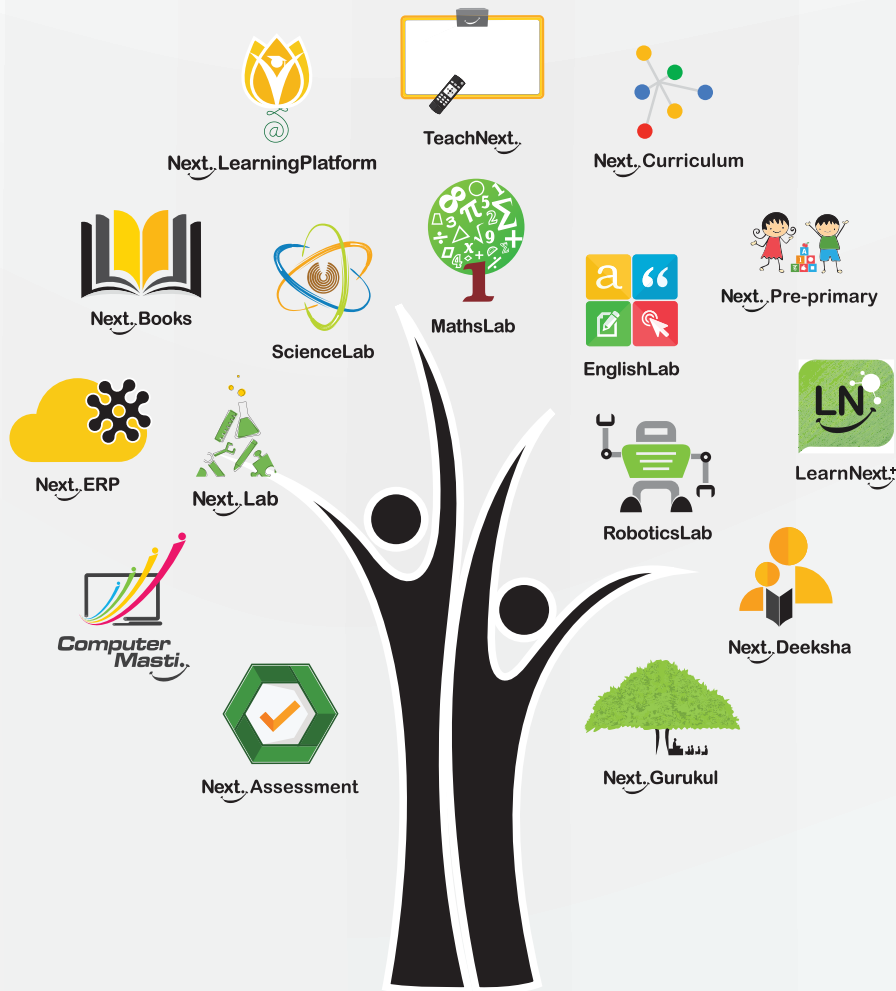 TeachNext..
Next..LearningPlatform
Next..Curriculum
Next..Books
ScienceLab
MathsLab
1
a “
EnglishLab
Next..Pre-primary
Next..ERP
Next..Lab
RoboticsLab
LN
LearnNext.+
Computer
Masti..
Next..Deeksha
Next..Assessment
Next..Gurukul
@